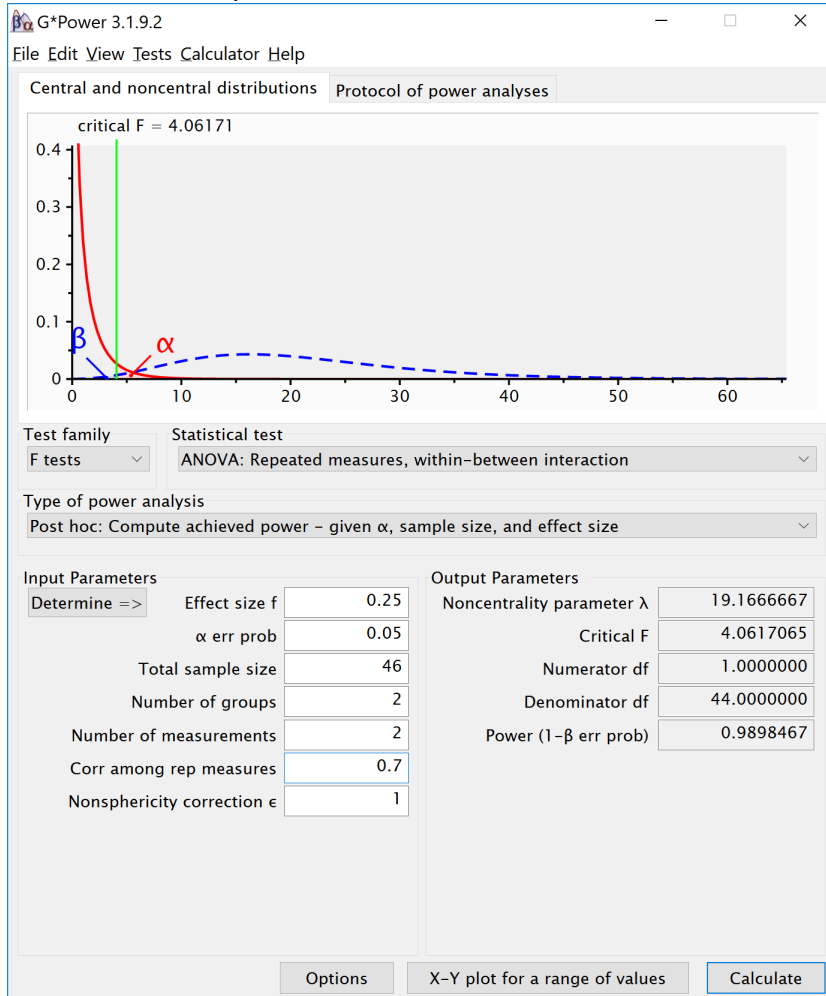 G*Power 3.1.9.2
File Edit View Tests Calculator Help
Central and noncentral distributions Protocol of power analyses
critical F = 4.06171
0.4
0.3
0.2
0.1
0
β
α
0 10 20 30 40 50 60
Test family Statistical test
F tests ANOVA: Repeated measures, within-between interaction
Type of power analysis
Post hoc: Compute achieved power - given α, sample size, and effect size
Input Parameters
Determine => Effect size f 0.25
α err prob 0.05
Total sample size 46
Number of groups 2
Number of measurements 2
Corr among rep measures 0.7
Nonsphericity correction ϵ 1
Output Parameters
Noncentrality parameter λ 19.1666667
Critical F 4.0617065
Numerator df 1.0000000
Denominator df 44.0000000
Power (1-β err prob) 0.9898467
Options X-Y plot for a range of values Calculate